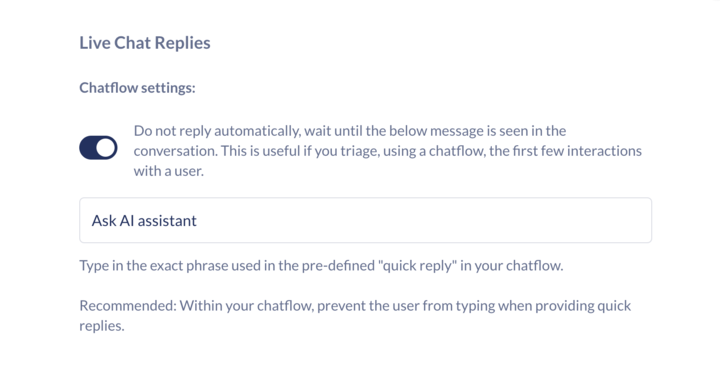 Live Chat Replies
Chatflow settings:
Do not reply automatically, wait until the below message is seen in the
conversation. This is useful if you triage, using a chatflow, the first few interactions
with a user.
Ask AI assistant
Type in the exact phrase used in the pre-defined "quick reply" in your chatflow.
Recommended: Within your chatflow, prevent the user from typing when providing quick
replies.